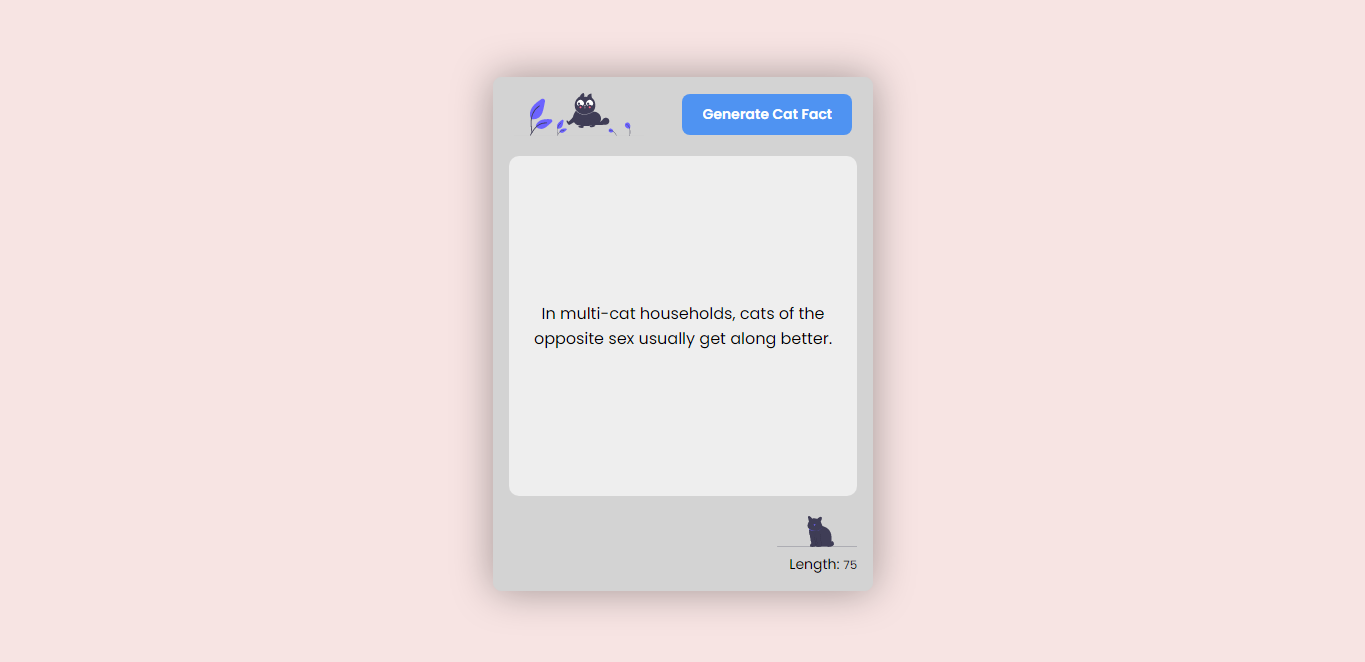 Generate Cat Fact
In multi-cat households, cats of the
opposite sex usually get along better.
Length: 75